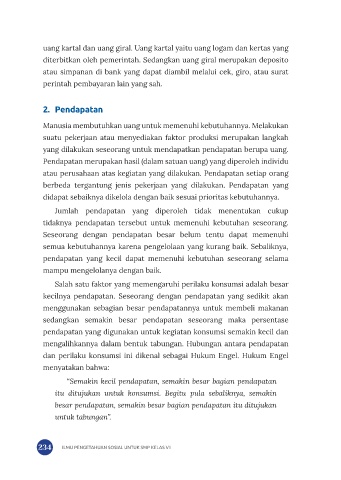 uang kartal dan uang giral. Uang kartal yaitu uang logam dan kertas yang
diterbitkan oleh pemerintah. Sedangkan uang giral merupakan deposito
atau simpanan di bank yang dapat diambil melalui cek, giro, atau surat
perintah pembayaran lain yang sah.
2. Pendapatan
Manusia membutuhkan uang untuk memenuhi kebutuhannya. Melakukan
suatu pekerjaan atau menyediakan faktor produksi merupakan langkah
yang dilakukan seseorang untuk mendapatkan pendapatan berupa uang.
Pendapatan merupakan hasil (dalam satuan uang) yang diperoleh individu
atau perusahaan atas kegiatan yang dilakukan. Pendapatan setiap orang
berbeda tergantung jenis pekerjaan yang dilakukan. Pendapatan yang
didapat sebaiknya dikelola dengan baik sesuai prioritas kebutuhannya.
Jumlah pendapatan yang diperoleh tidak menentukan cukup
tidaknya pendapatan tersebut untuk memenuhi kebutuhan seseorang.
Seseorang dengan pendapatan besar belum tentu dapat memenuhi
semua kebutuhannya karena pengelolaan yang kurang baik. Sebaliknya,
pendapatan yang kecil dapat memenuhi kebutuhan seseorang selama
mampu mengelolanya dengan baik.
Salah satu faktor yang memengaruhi perilaku konsumsi adalah besar
kecilnya pendapatan. Seseorang dengan pendapatan yang sedikit akan
menggunakan sebagian besar pendapatannya untuk membeli makanan
sedangkan semakin besar pendapatan seseorang maka persentase
pendapatan yang digunakan untuk kegiatan konsumsi semakin kecil dan
mengalihkannya dalam bentuk tabungan. Hubungan antara pendapatan
dan perilaku konsumsi ini dikenal sebagai Hukum Engel. Hukum Engel
menyatakan bahwa:
"Semakin kecil pendapatan, semakin besar bagian pendapatan
itu ditujukan untuk konsumsi. Begitu pula sebaliknya, semakin
besar pendapatan, semakin besar bagian pendapatan itu ditujukan
untuk tabungan".
234 ILMU PENGETAHUAN SOSIAL UNTUK SMP KELAS VII